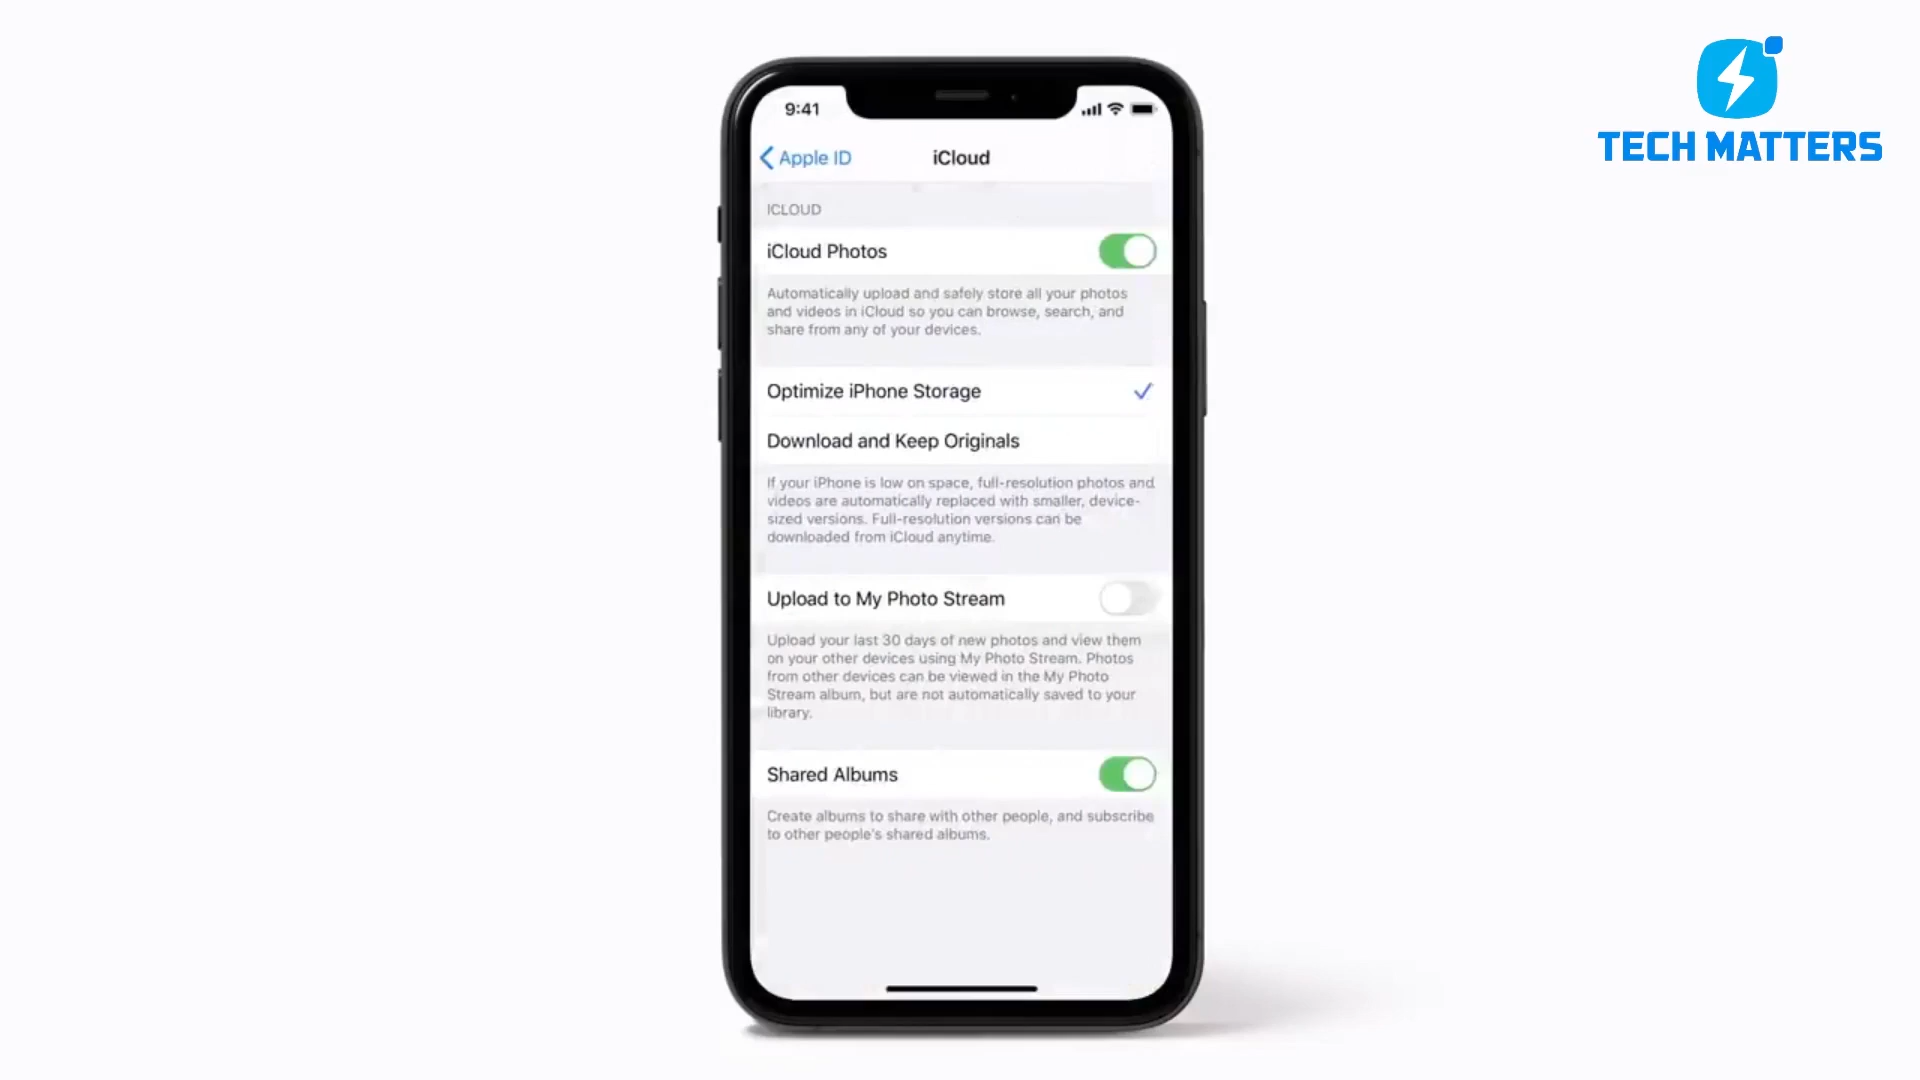 9:41
Apple ID
iCloud
ICLOUD
iCloud Photos
Automatically upload and safely store all your photos
and videos in iCloud so you can browse, search, and
share from any of your devices.
Optimize iPhone Storage
Download and Keep Originals
If your iPhone is low on space, full-resolution photos and
videos are automatically replaced with smaller, device-
sized versions. Full-resolution versions can be
downloaded from iCloud anytime.
Upload to My Photo Stream
Upload your last 30 days of new photos and view them
on your other devices using My Photo Stream. Photos
from other devices can be viewed in the My Photo
Stream album, but are not automatically saved to your
library.
Shared Albums
Create albums to share with other people, and subscribe
to other people's shared albums.
TECH MATTERS